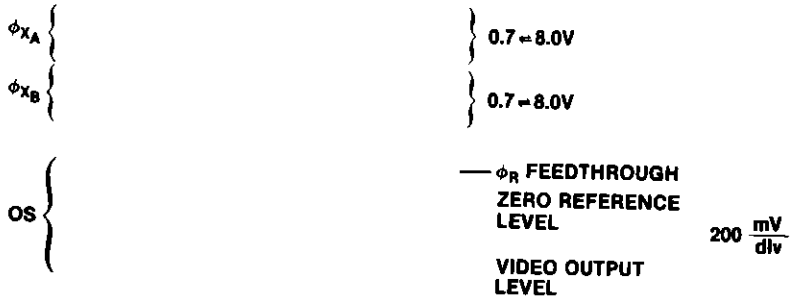 ϕXA { } 0.7 ⇌ 8.0V
ϕXB { } 0.7 ⇌ 8.0V
OS {
— ϕR FEEDTHROUGH
ZERO REFERENCE
LEVEL
200 mV/div
VIDEO OUTPUT
LEVEL